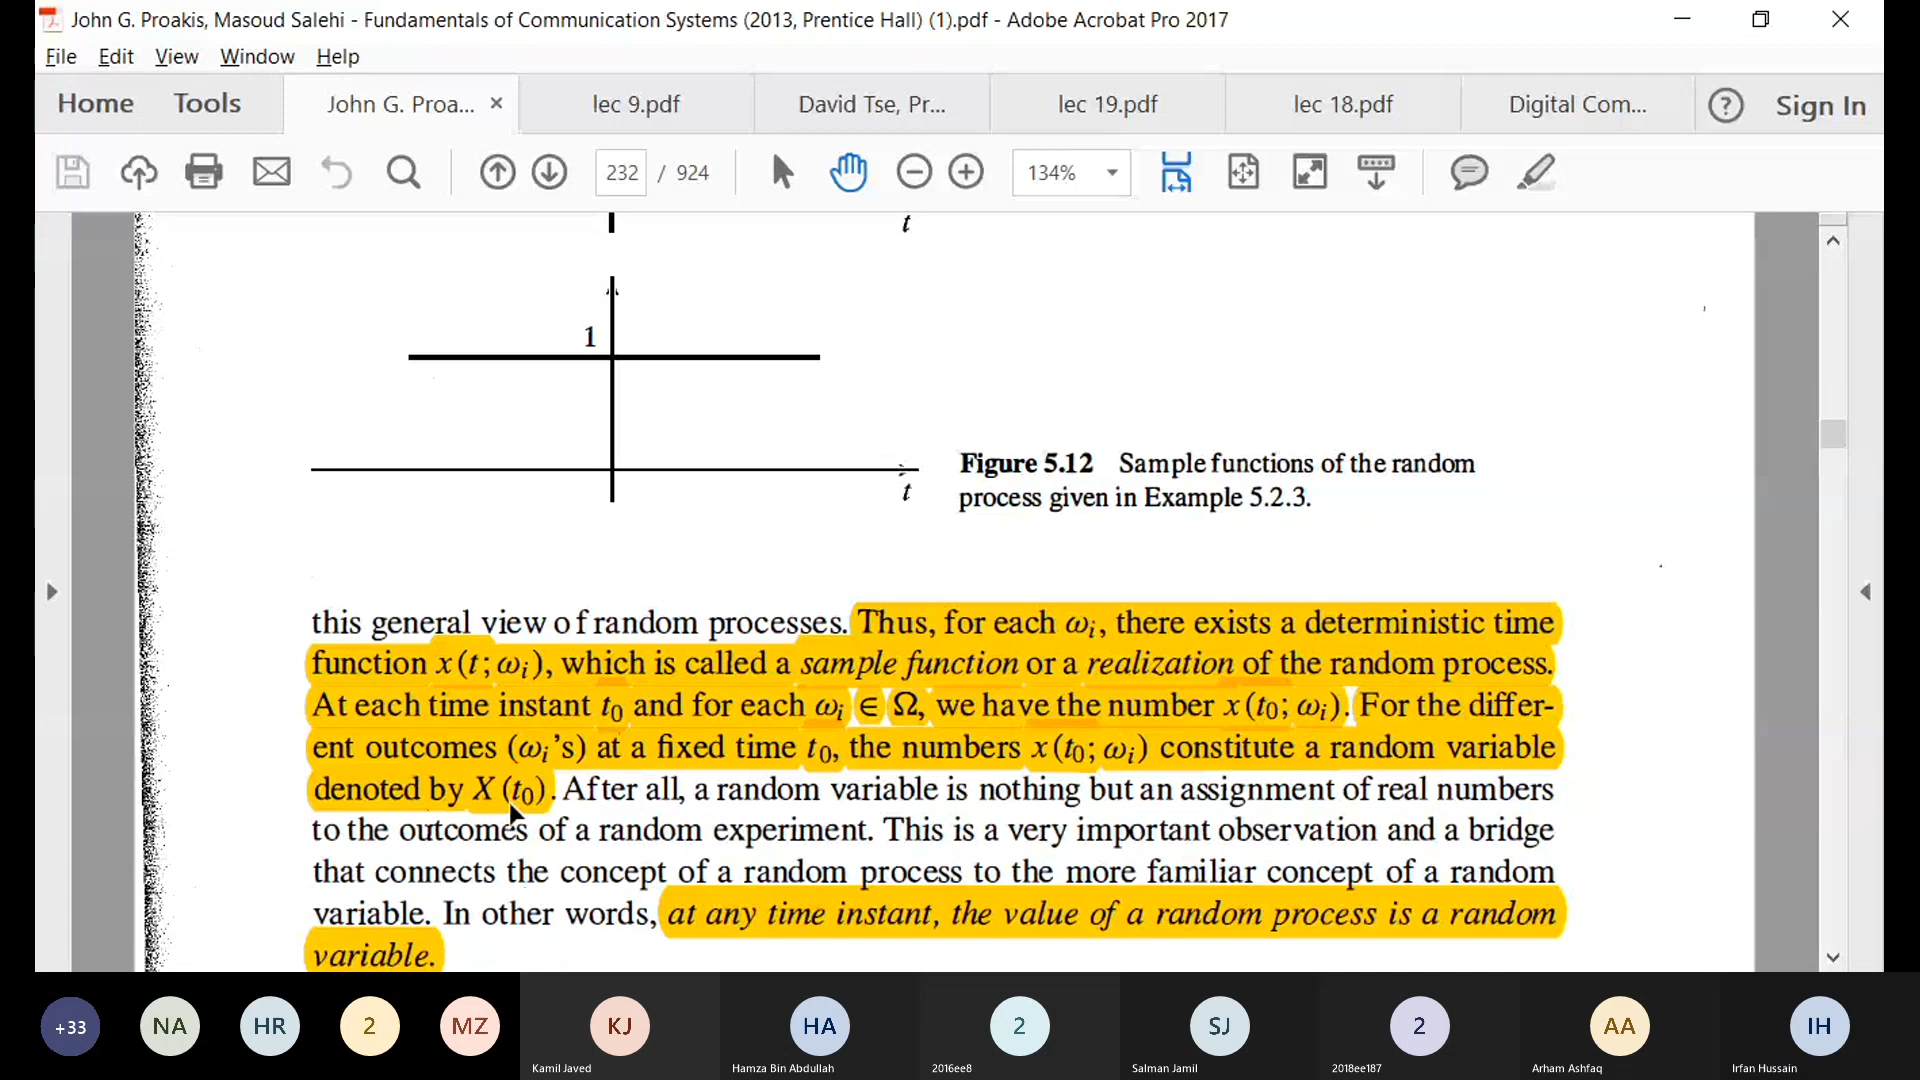 John G. Proakis, Masoud Salehi - Fundamentals of Communication Systems (2013, Prentice Hall) (1).pdf - Adobe Acrobat Pro 2017
File Edit View Window Help
Home Tools John G. Proa... × lec 9.pdf David Tse, Pr... lec 19.pdf lec 18.pdf Digital Com... ? Sign In
232 / 924 134%
t
1
t
Figure 5.12 Sample functions of the random
process given in Example 5.2.3.
this general view of random processes. Thus, for each ωᵢ, there exists a deterministic time
function x(t; ωᵢ), which is called a sample function or a realization of the random process.
At each time instant t₀ and for each ωᵢ ∈ Ω, we have the number x(t₀; ωᵢ). For the differ-
ent outcomes (ωᵢ's) at a fixed time t₀, the numbers x(t₀; ωᵢ) constitute a random variable
denoted by X(t₀). After all, a random variable is nothing but an assignment of real numbers
to the outcomes of a random experiment. This is a very important observation and a bridge
that connects the concept of a random process to the more familiar concept of a random
variable. In other words, at any time instant, the value of a random process is a random
variable.
+33 NA HR 2 MZ KJ HA 2 SJ 2 AA IH
Kamil Javed Hamza Bin Abdullah 2016ee8 Salman Jamil 2018ee187 Arham Ashfaq Irfan Hussain